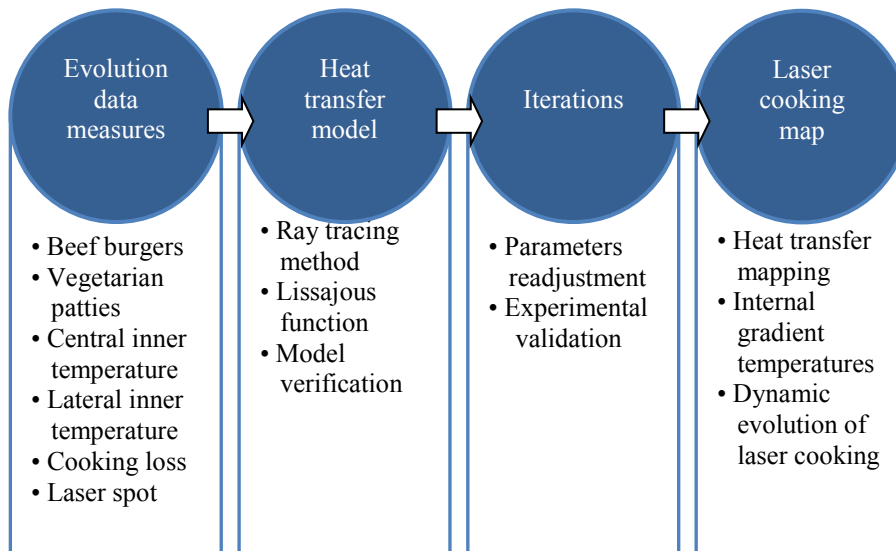 Evolution
data
measures
• Beef burgers
• Vegetarian
patties
• Central inner
temperature
• Lateral inner
temperature
• Cooking loss
• Laser spot
Heat
transfer
model
• Ray tracing
method
• Lissajous
function
• Model
verification
Iterations
• Parameters
readjustment
• Experimental
validation
Laser
cooking
map
• Heat transfer
mapping
• Internal
gradient
temperatures
• Dynamic
evolution of
laser cooking